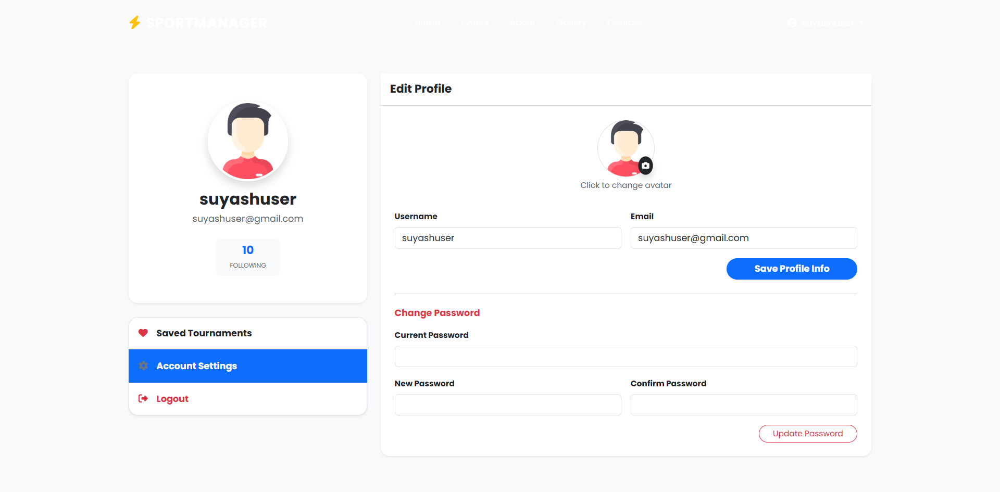 SPORTMANAGER
Home Events About Gallery Contact
suyashuser
suyashuser
suyashuser@gmail.com
10
FOLLOWING
Saved Tournaments
Account Settings
Logout
Edit Profile
Click to change avatar
Username
suyashuser
Email
suyashuser@gmail.com
Save Profile Info
Change Password
Current Password
New Password
Confirm Password
Update Password